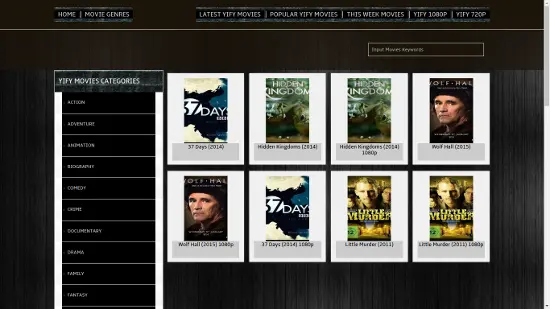 HOME MOVIE GENRES
LATEST YIFY MOVIES POPULAR YIFY MOVIES THIS WEEK MOVIES YIFY 1080P YIFY 720P
Input Movies Keywords
YIFY MOVIES CATEGORIES
ACTION
ADVENTURE
ANIMATION
BIOGRAPHY
COMEDY
CRIME
DOCUMENTARY
DRAMA
FAMILY
FANTASY
37 DAYS
HIDDEN KINGDOMS
HIDDEN KINGDOMS
WOLF HALL
37 Days (2014)
Hidden Kingdoms (2014)
Hidden Kingdoms (2014) 1080p
Wolf Hall (2015)
WOLF HALL
37 DAYS
LITTLE MURDER
LITTLE MURDER
Wolf Hall (2015) 1080p
37 Days (2014) 1080p
Little Murder (2011)
Little Murder (2011) 1080p